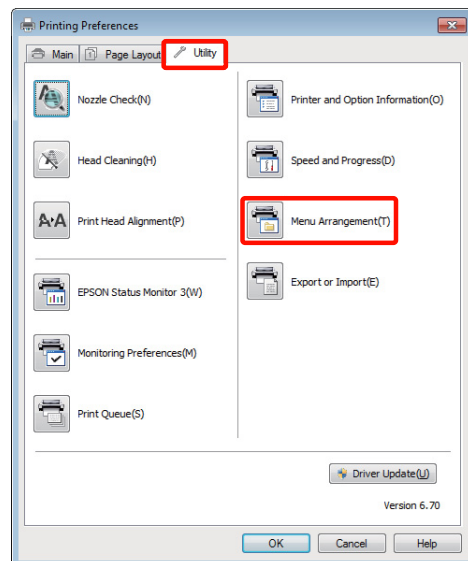 Printing Preferences
Main
Page Layout
Utility
Nozzle Check(N)
Printer and Option Information(O)
Head Cleaning(H)
Speed and Progress(D)
A›A
Print Head Alignment(P)
Menu Arrangement(T)
EPSON Status Monitor 3(W)
Export or Import(E)
Monitoring Preferences(M)
Print Queue(S)
Driver Update(U)
Version 6.70
OK
Cancel
Help